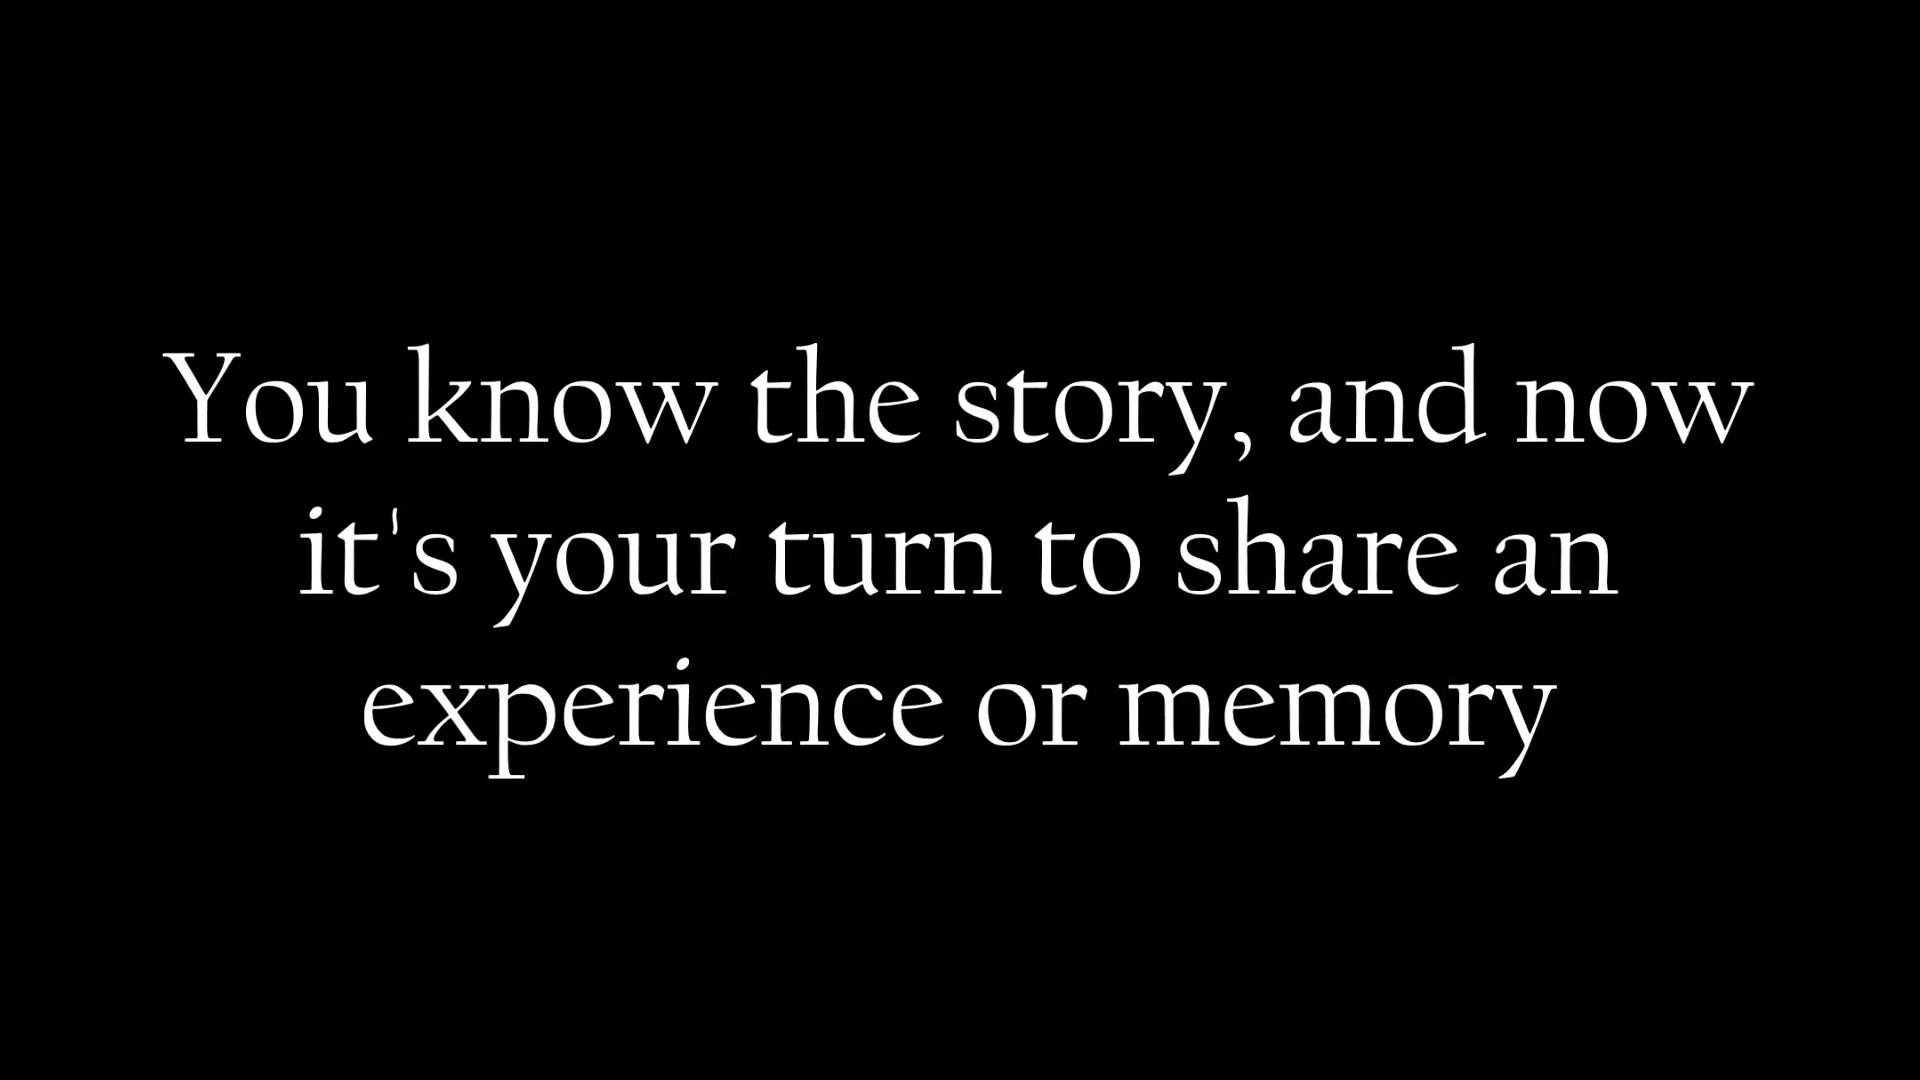 You know the story, and now
it's your turn to share an
experience or memory